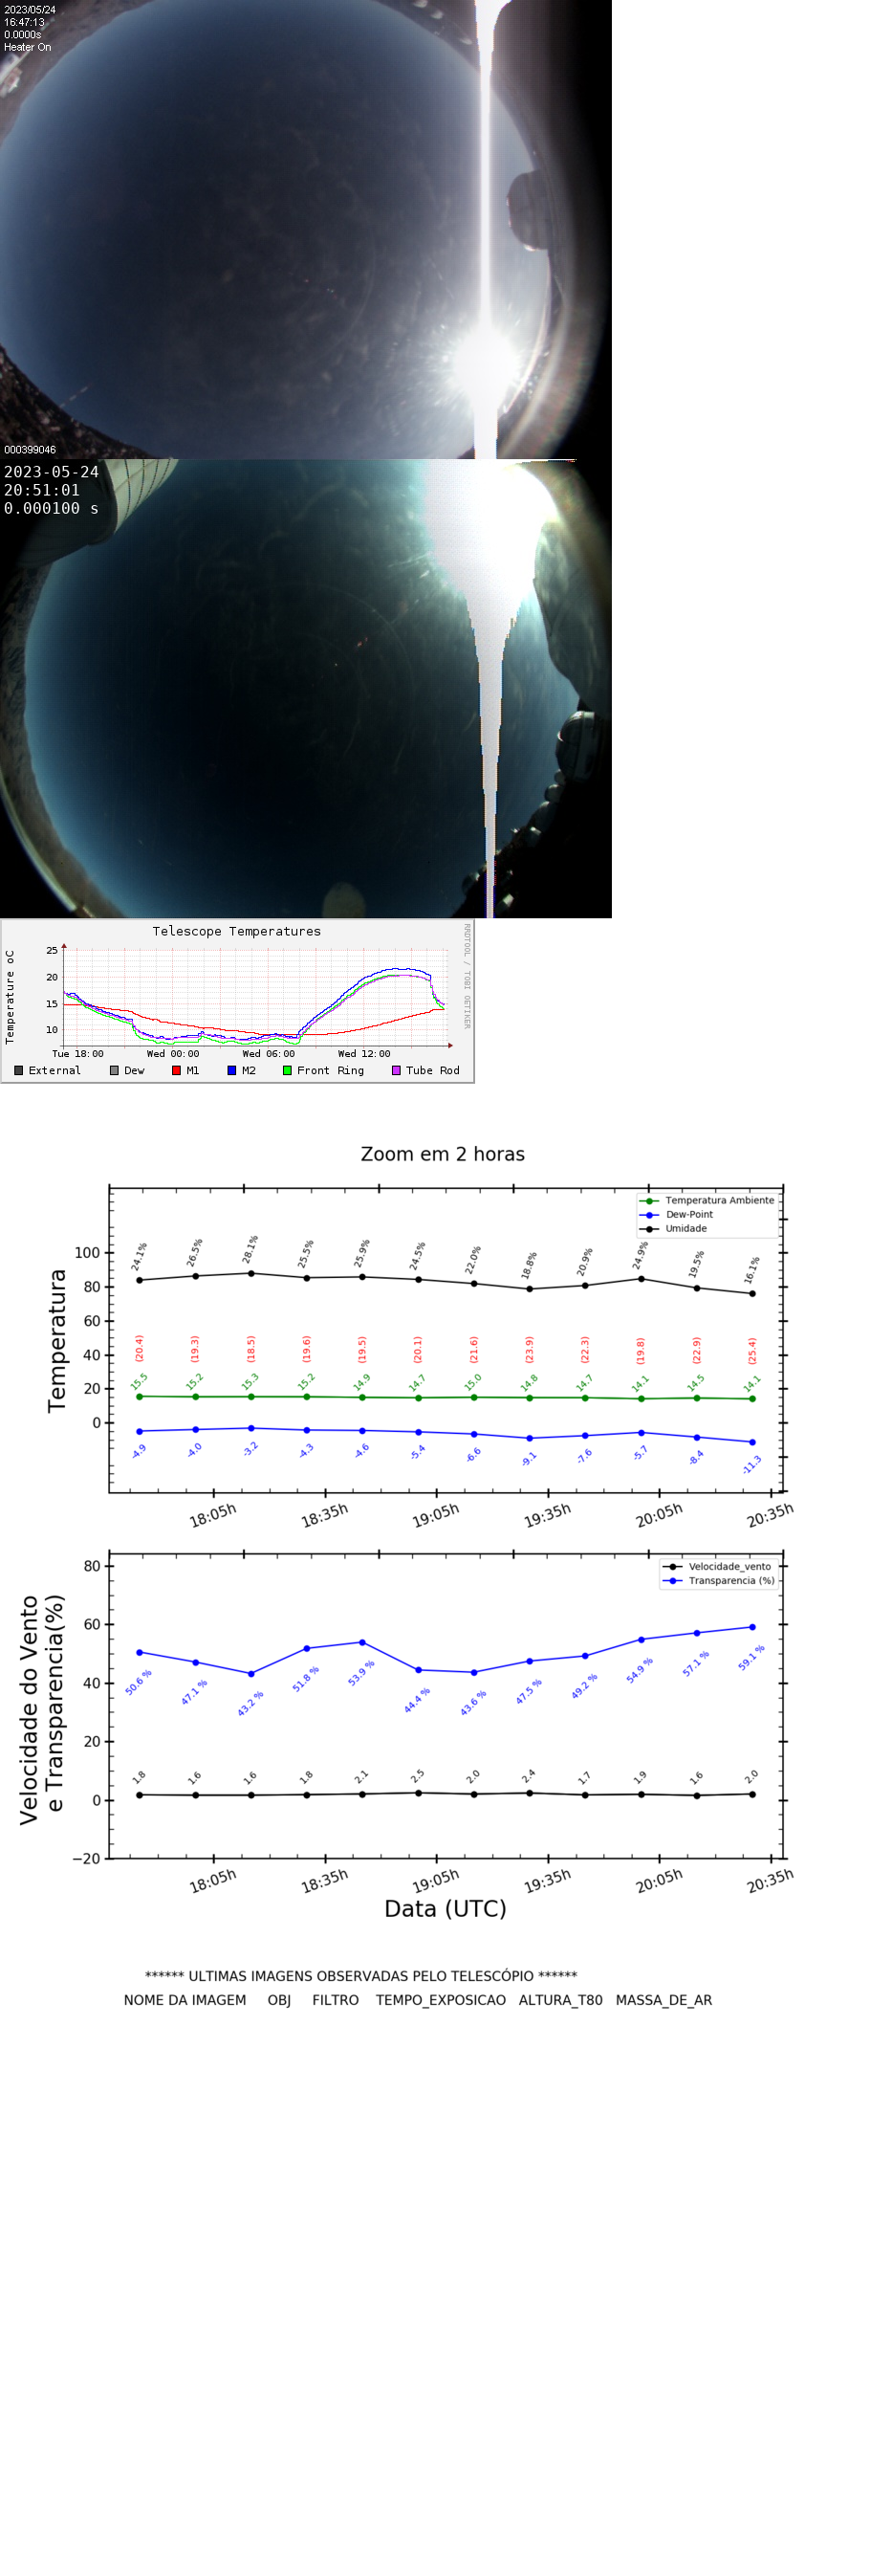 2023/05/24
16:47:13
0.0000s
Heater On
000399046
2023-05-24
20:51:01
0.000100 s
Telescope Temperatures
Temperature oC
25
20
15
10
Tue 18:00 Wed 00:00 Wed 06:00 Wed 12:00
External Dew M1 M2 Front Ring Tube Rod
RRDTOOL / TOBI OETIKER
Zoom em 2 horas
Temperatura Ambiente
Dew-Point
Umidade
Temperatura
100
80
60
40
20
0
24.1% 26.5% 28.1% 25.5% 25.9% 24.5% 22.0% 18.8% 20.9% 24.9% 19.5% 16.1%
(20.4) (19.3) (18.5) (19.6) (19.5) (20.1) (21.6) (23.9) (22.3) (19.8) (22.9) (25.4)
15.5 15.2 15.3 15.2 14.9 14.7 15.0 14.8 14.7 14.1 14.5 14.1
-4.9 -4.0 -3.2 -4.3 -4.6 -5.4 -6.6 -9.1 -7.6 -5.7 -8.4 -11.3
18:05h 18:35h 19:05h 19:35h 20:05h 20:35h
Velocidade_vento
Transparencia (%)
Velocidade do Vento
e Transparencia(%)
80
60
40
20
0
−20
50.6 % 47.1 % 43.2 % 51.8 % 53.9 % 44.4 % 43.6 % 47.5 % 49.2 % 54.9 % 57.1 % 59.1 %
1.8 1.6 1.6 1.8 2.1 2.5 2.0 2.4 1.7 1.9 1.6 2.0
18:05h 18:35h 19:05h 19:35h 20:05h 20:35h
Data (UTC)
****** ULTIMAS IMAGENS OBSERVADAS PELO TELESCÓPIO ******
NOME DA IMAGEM OBJ FILTRO TEMPO_EXPOSICAO ALTURA_T80 MASSA_DE_AR